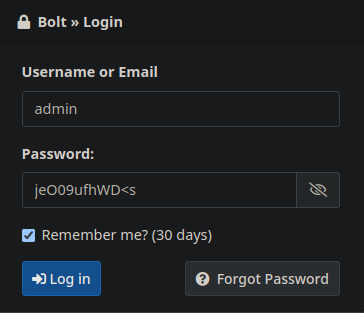 Bolt » Login
Username or Email
admin
Password:
jeO09ufhWD<s
Remember me? (30 days)
Log in
Forgot Password